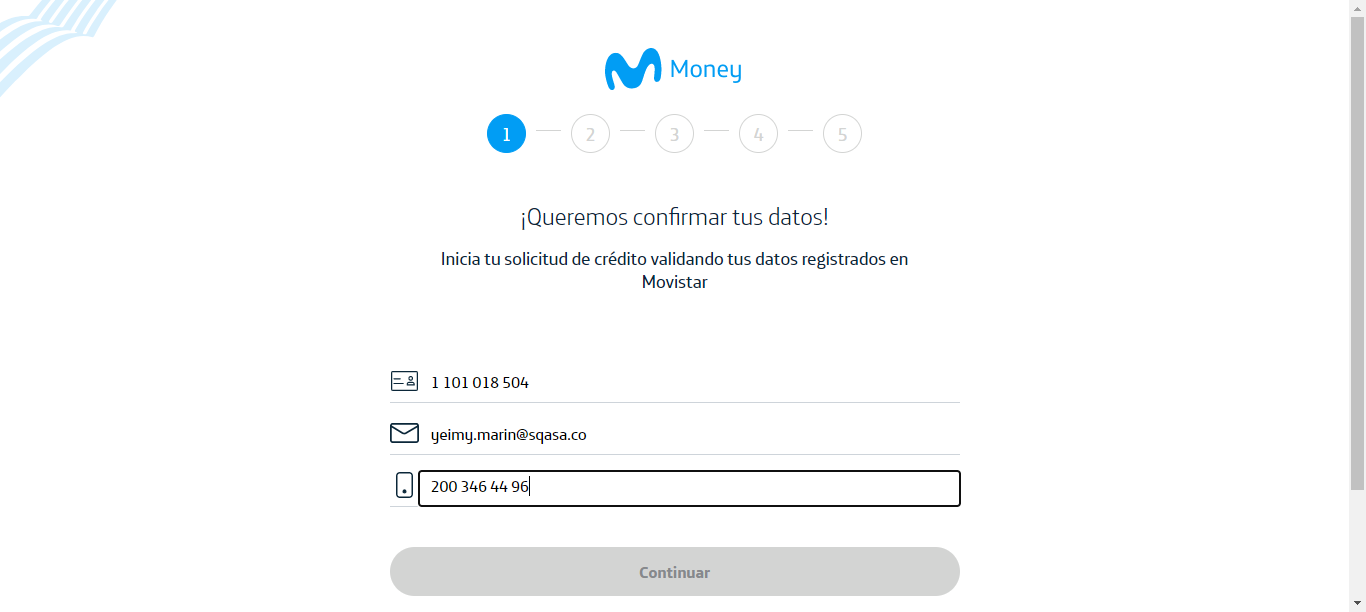 Money
1 2 3 4 5
¡Queremos confirmar tus datos!
Inicia tu solicitud de crédito validando tus datos registrados en
Movistar
1 101 018 504
yeimy.marin@sqasa.co
200 346 44 96
Continuar